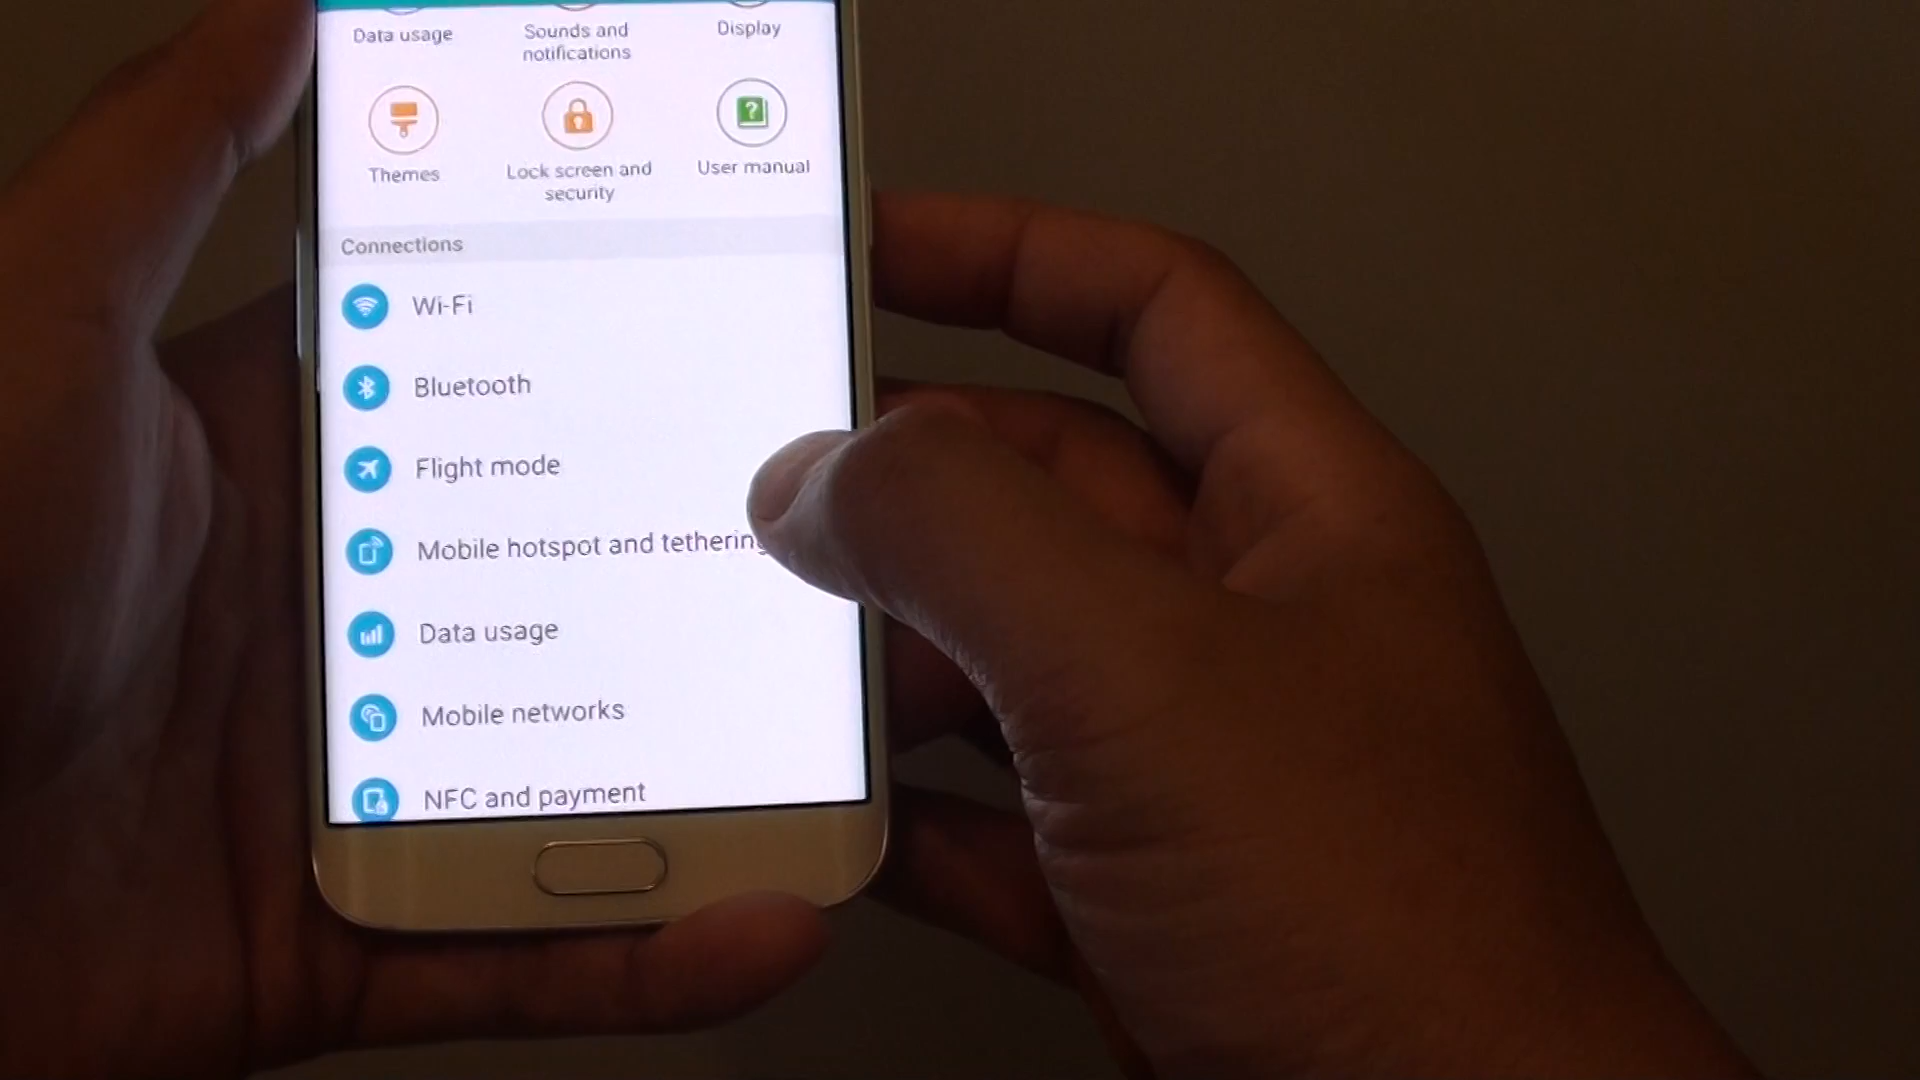 Data usage
Sounds and
notifications
Display
Themes
Lock screen and
security
?
User manual
Connections
Wi-Fi
Bluetooth
Flight mode
Mobile hotspot and tethering
Data usage
Mobile networks
NFC and payment